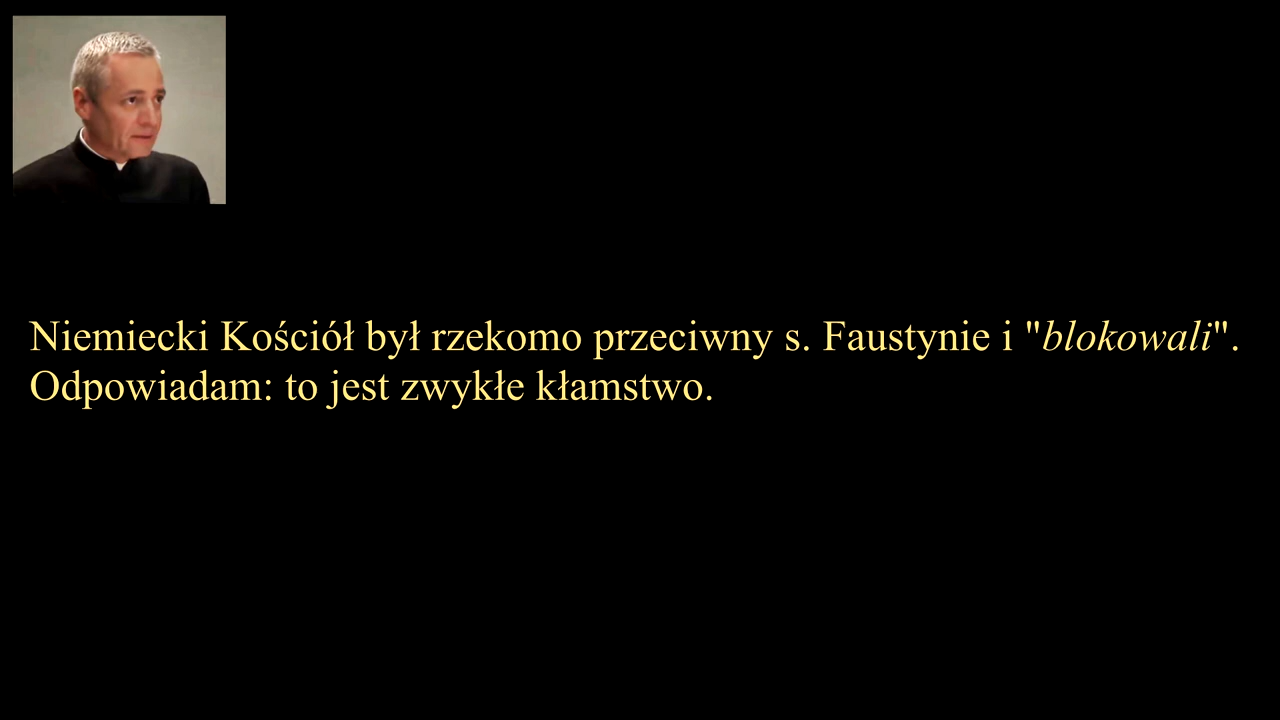 Niemiecki Kościół był rzekomo przeciwny s. Faustynie i "blokowali".
Odpowiadam: to jest zwykłe kłamstwo.